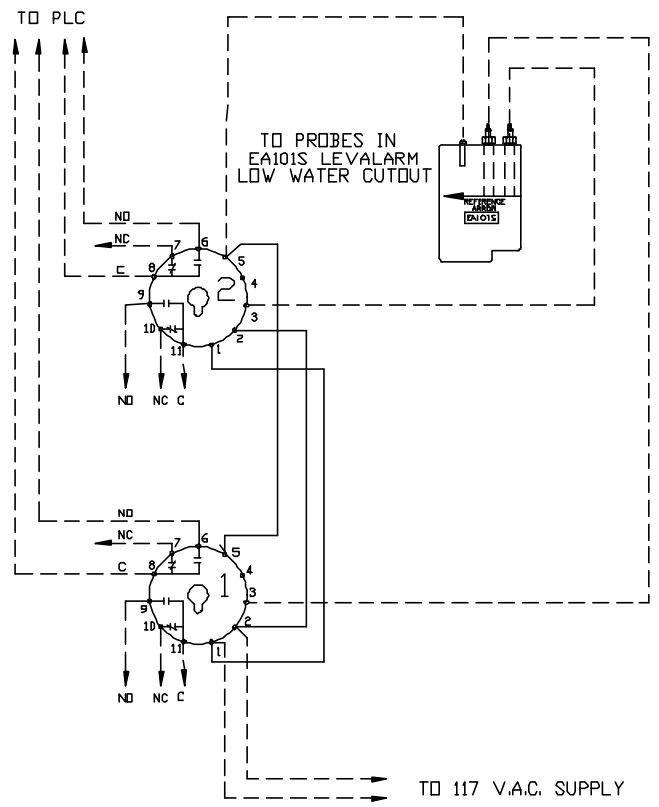 TO PLC
TO PROBES IN
EA101S LEVALARM
LOW WATER CUTOUT
REFERENCE
ARROW
EA101S
NO
NC
C
7
6
5
8
4
9
2
3
10
2
11
1
NO NC C
NO
NC
C
7
6
5
8
4
1
3
9
10
2
11
1
NO NC C
TO 117 V.A.C. SUPPLY